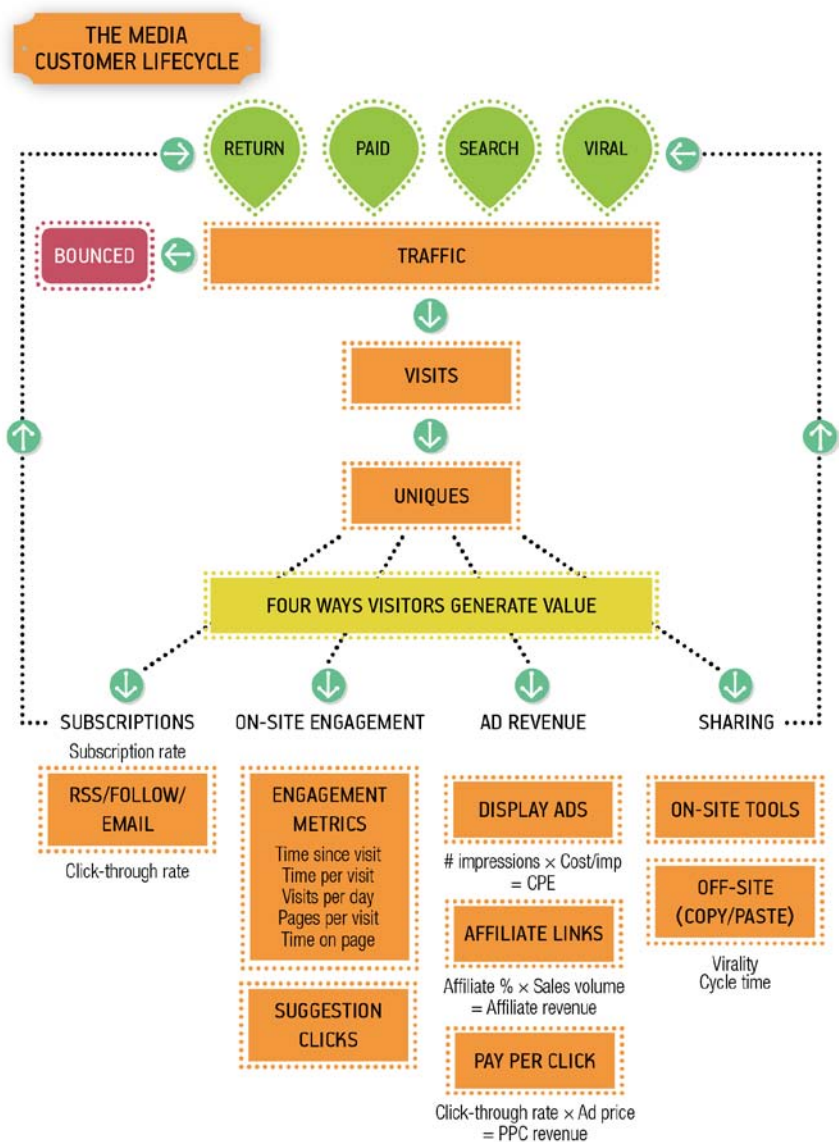 THE MEDIA
CUSTOMER LIFECYCLE
RETURN
PAID
SEARCH
VIRAL
BOUNCED
TRAFFIC
VISITS
UNIQUES
FOUR WAYS VISITORS GENERATE VALUE
SUBSCRIPTIONS
Subscription rate
RSS/FOLLOW/
EMAIL
Click-through rate
ON-SITE ENGAGEMENT
ENGAGEMENT
METRICS
Time since visit
Time per visit
Visits per day
Pages per visit
Time on page
SUGGESTION
CLICKS
AD REVENUE
DISPLAY ADS
# impressions × Cost/imp
= CPE
AFFILIATE LINKS
Affiliate % × Sales volume
= Affiliate revenue
PAY PER CLICK
Click-through rate × Ad price
= PPC revenue
SHARING
ON-SITE TOOLS
OFF-SITE
(COPY/PASTE)
Virality
Cycle time